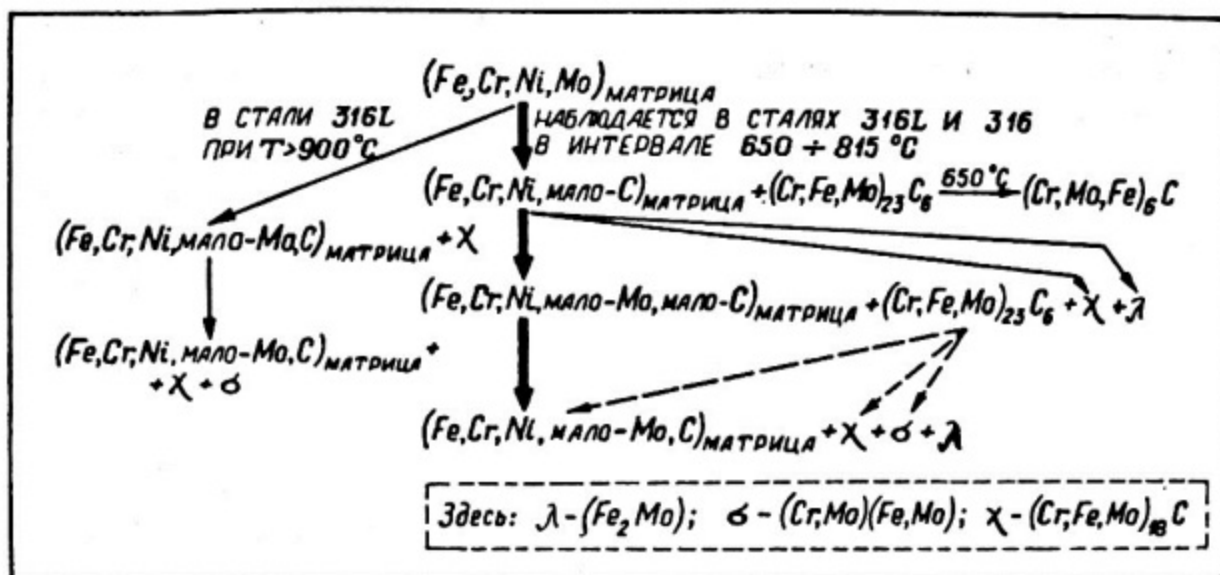 (Fe,Cr,Ni,Mo)МАТРИЦА
В СТАЛИ 316L
ПРИ T>900°C
НАБЛЮДАЕТСЯ В СТАЛЯХ 316L И 316
В ИНТЕРВАЛЕ 650 ÷ 815 °C
(Fe,Cr,Ni,МАЛО-C)МАТРИЦА + (Cr,Fe,Mo)₂₃C₆ 650°C (Cr,Mo,Fe)₆C
(Fe,Cr,Ni,МАЛО-Mo,C)МАТРИЦА + χ
(Fe,Cr,Ni,МАЛО-Mo,МАЛО-C)МАТРИЦА + (Cr,Fe,Mo)₂₃C₆ + χ + λ
(Fe,Cr,Ni,МАЛО-Mo,C)МАТРИЦА +
+ χ + σ
(Fe,Cr,Ni,МАЛО-Mo,C)МАТРИЦА + χ + σ + λ
Здесь: λ-(Fe₂Mo); σ-(Cr,Mo)(Fe,Mo); χ-(Cr,Fe,Mo)₁₈C